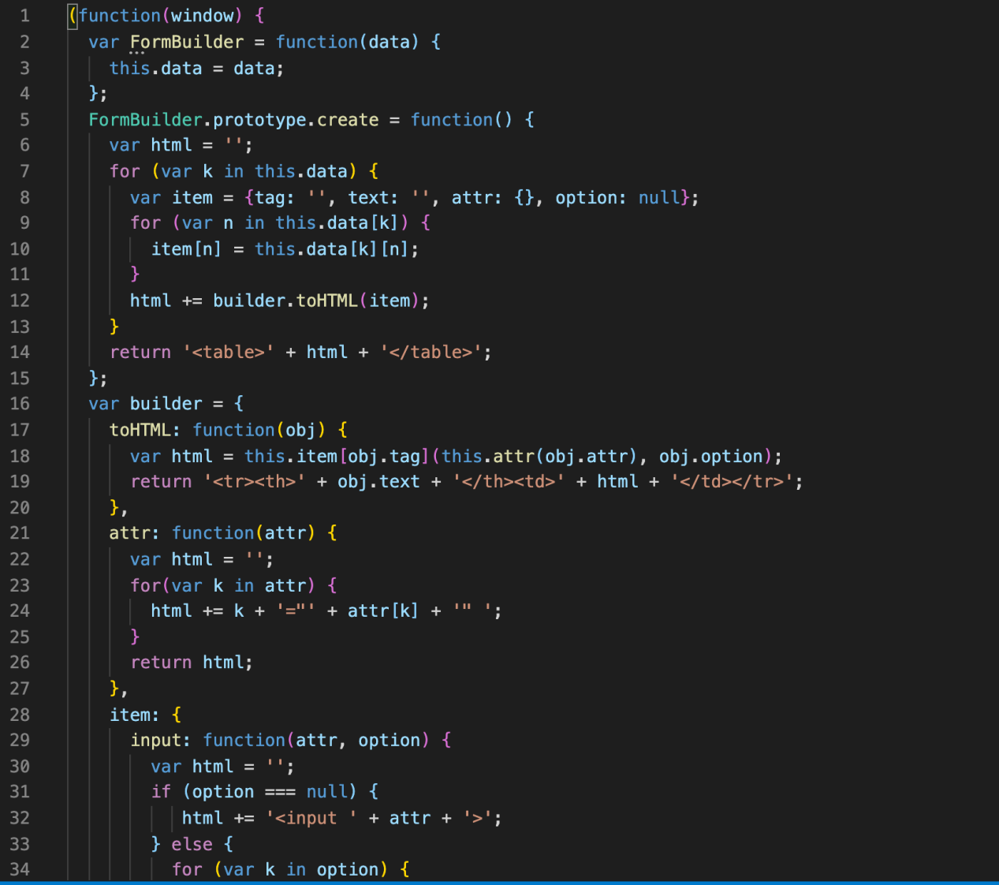 1 (function(window) {
2   var FormBuilder = function(data) {
3     this.data = data;
4   };
5   FormBuilder.prototype.create = function() {
6     var html = '';
7     for (var k in this.data) {
8       var item = {tag: '', text: '', attr: {}, option: null};
9       for (var n in this.data[k]) {
10         item[n] = this.data[k][n];
11       }
12       html += builder.toHTML(item);
13     }
14     return '<table>' + html + '</table>';
15   };
16   var builder = {
17     toHTML: function(obj) {
18       var html = this.item[obj.tag](this.attr(obj.attr), obj.option);
19       return '<tr><th>' + obj.text + '</th><td>' + html + '</td></tr>';
20     },
21     attr: function(attr) {
22       var html = '';
23       for(var k in attr) {
24         html += k + '="' + attr[k] + '" ';
25       }
26       return html;
27     },
28     item: {
29       input: function(attr, option) {
30         var html = '';
31         if (option === null) {
32            html += '<input ' + attr + '>';
33         } else {
34           for (var k in option) {